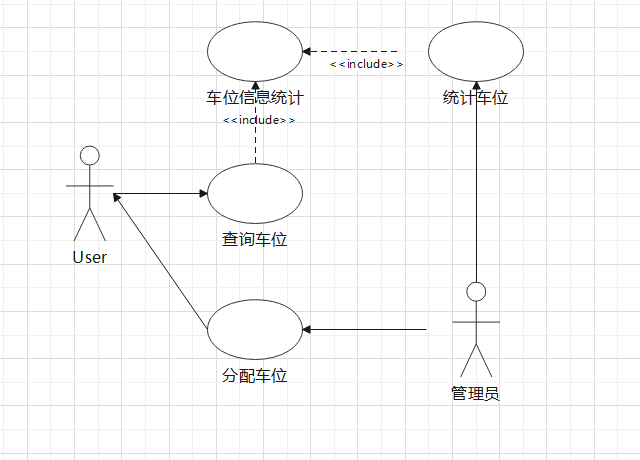 <<include>>
车位信息统计
统计车位
<<include>>
查询车位
User
分配车位
管理员